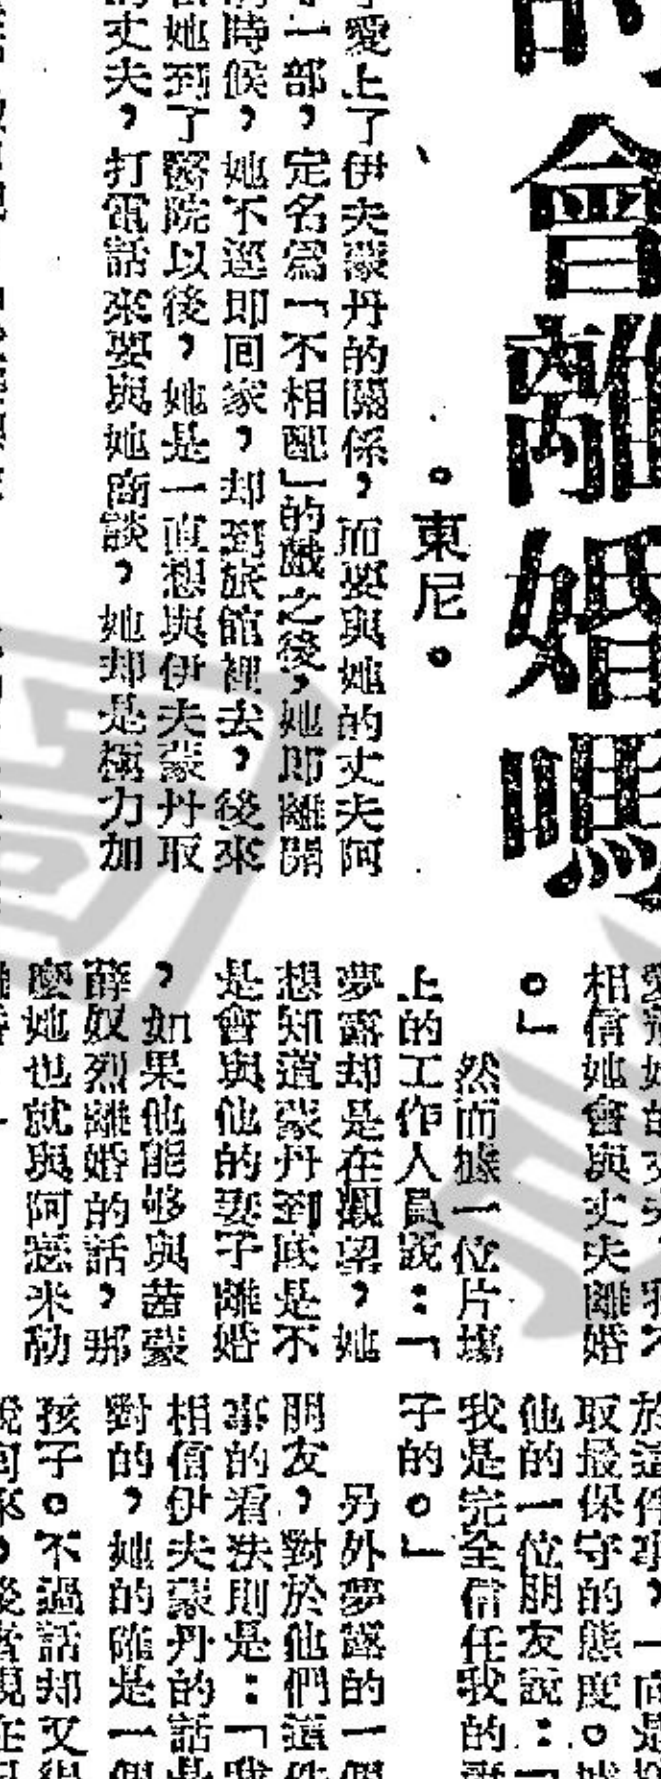 的會離婚嗎
。東尼。
愛上了伊夫蒙丹的關係，而要與她的丈夫阿
一部，定名爲「不相配」的戲之後，她即離開
時候，她不逕即回家，却到旅館裡去，後來
她到了醫院以後，她是一直想與伊夫蒙丹取
丈夫，打電話來要與她商談，她却是極力加
相信她會與丈夫離婚
。」
然而據一位片塲
上的工作人員說：「
夢露却是在觀望，她
想知道蒙丹到底是不
是會與他的妻子離婚
，如果他能够與茜蒙
薛奴烈離婚的話，那
麼她也就與阿瑟米勒
於這件事，一向是
取最保守的態度。
他的一位朋友說：「
我是完全信任我的
子的。」
另外夢露的一個
朋友，對於他們這件
事的看法則是：「我
相信伊夫蒙丹的話是
對的，她的確是一個
孩子。不過話却又得